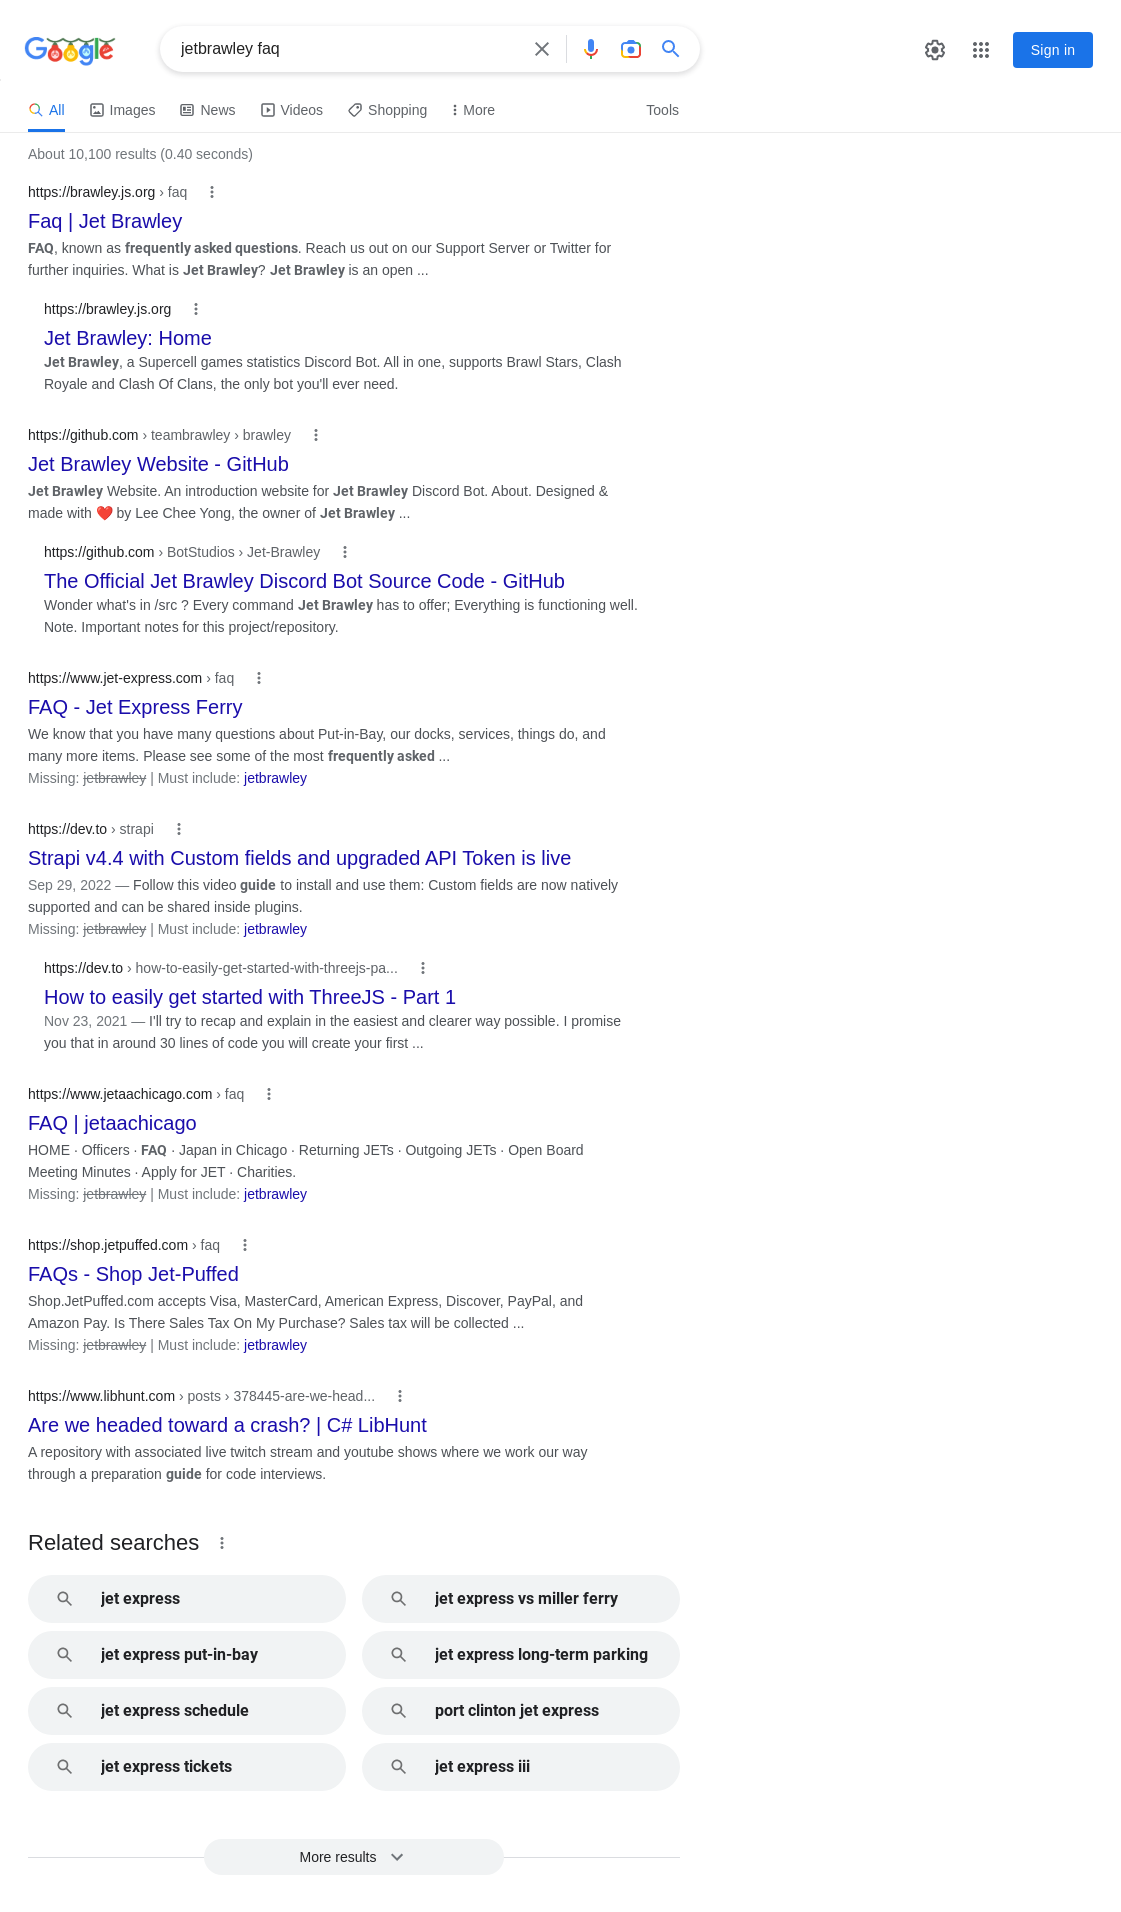 Google
jetbrawley faq
Sign in
All
Images
News
Videos
Shopping
More
Tools
About 10,100 results (0.40 seconds)
https://brawley.js.org › faq
Faq | Jet Brawley
FAQ, known as frequently asked questions. Reach us out on our Support Server or Twitter for
further inquiries. What is Jet Brawley? Jet Brawley is an open ...
https://brawley.js.org
Jet Brawley: Home
Jet Brawley, a Supercell games statistics Discord Bot. All in one, supports Brawl Stars, Clash
Royale and Clash Of Clans, the only bot you'll ever need.
https://github.com › teambrawley › brawley
Jet Brawley Website - GitHub
Jet Brawley Website. An introduction website for Jet Brawley Discord Bot. About. Designed &
made with ❤️ by Lee Chee Yong, the owner of Jet Brawley ...
https://github.com › BotStudios › Jet-Brawley
The Official Jet Brawley Discord Bot Source Code - GitHub
Wonder what's in /src ? Every command Jet Brawley has to offer; Everything is functioning well.
Note. Important notes for this project/repository.
https://www.jet-express.com › faq
FAQ - Jet Express Ferry
We know that you have many questions about Put-in-Bay, our docks, services, things do, and
many more items. Please see some of the most frequently asked ...
Missing: jetbrawley | Must include: jetbrawley
https://dev.to › strapi
Strapi v4.4 with Custom fields and upgraded API Token is live
Sep 29, 2022 — Follow this video guide to install and use them: Custom fields are now natively
supported and can be shared inside plugins.
Missing: jetbrawley | Must include: jetbrawley
https://dev.to › how-to-easily-get-started-with-threejs-pa...
How to easily get started with ThreeJS - Part 1
Nov 23, 2021 — I'll try to recap and explain in the easiest and clearer way possible. I promise
you that in around 30 lines of code you will create your first ...
https://www.jetaachicago.com › faq
FAQ | jetaachicago
HOME · Officers · FAQ · Japan in Chicago · Returning JETs · Outgoing JETs · Open Board
Meeting Minutes · Apply for JET · Charities.
Missing: jetbrawley | Must include: jetbrawley
https://shop.jetpuffed.com › faq
FAQs - Shop Jet-Puffed
Shop.JetPuffed.com accepts Visa, MasterCard, American Express, Discover, PayPal, and
Amazon Pay. Is There Sales Tax On My Purchase? Sales tax will be collected ...
Missing: jetbrawley | Must include: jetbrawley
https://www.libhunt.com › posts › 378445-are-we-head...
Are we headed toward a crash? | C# LibHunt
A repository with associated live twitch stream and youtube shows where we work our way
through a preparation guide for code interviews.
Related searches
jet express
jet express vs miller ferry
jet express put-in-bay
jet express long-term parking
jet express schedule
port clinton jet express
jet express tickets
jet express iii
More results